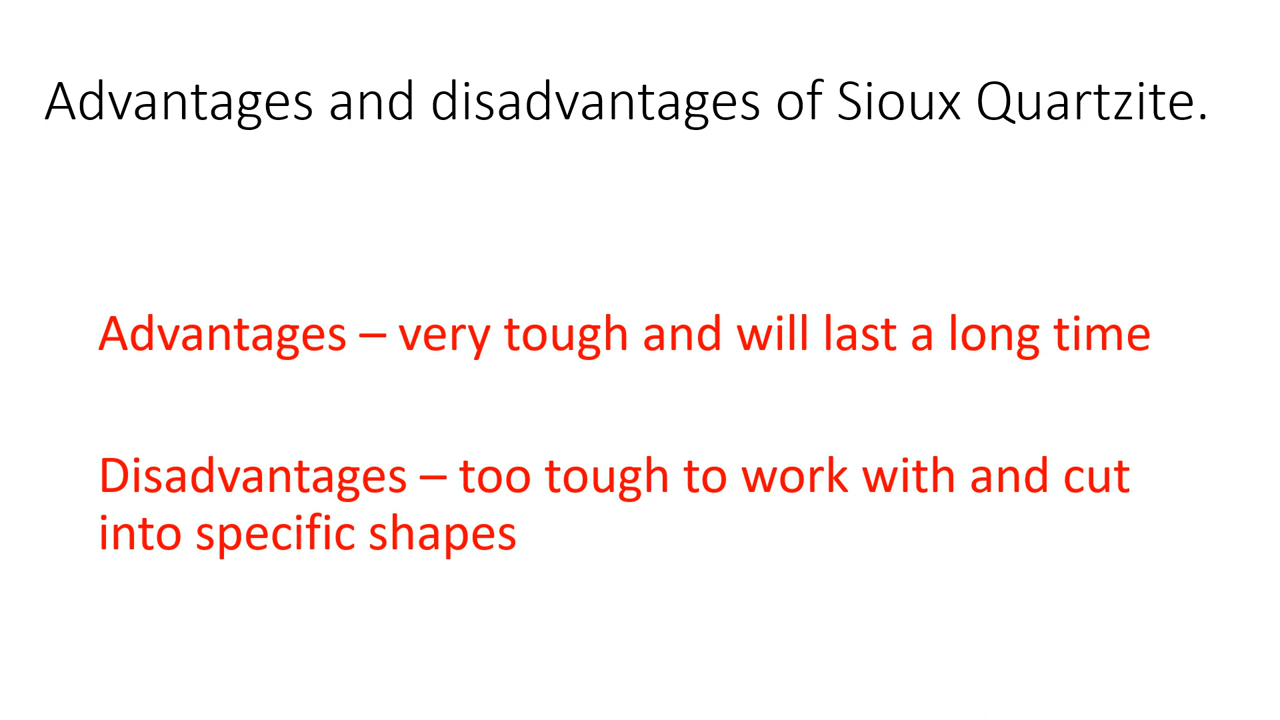 Advantages and disadvantages of Sioux Quartzite.
Advantages – very tough and will last a long time
Disadvantages – too tough to work with and cut
into specific shapes